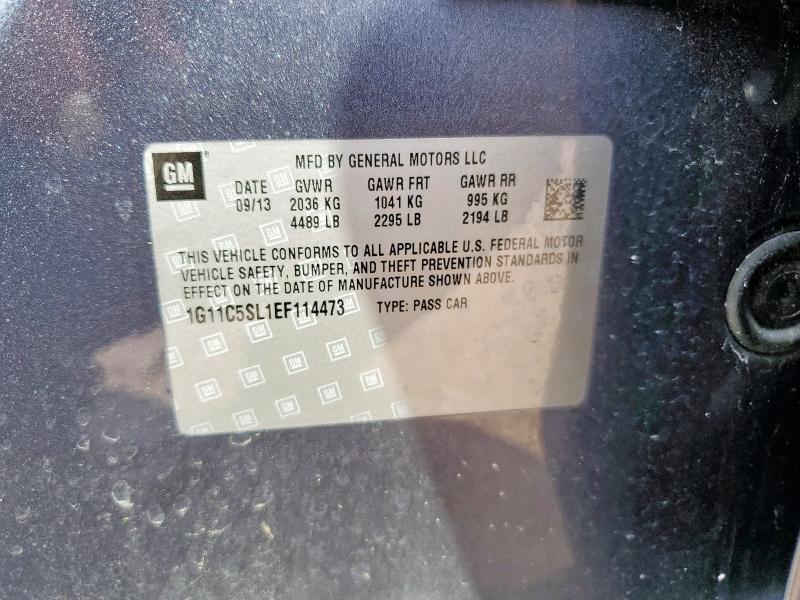 GM
MFD BY GENERAL MOTORS LLC
DATE GVWR GAWR FRT GAWR RR
09/13 2036 KG 1041 KG 995 KG
4489 LB 2295 LB 2194 LB
THIS VEHICLE CONFORMS TO ALL APPLICABLE U.S. FEDERAL MOTOR
VEHICLE SAFETY, BUMPER, AND THEFT PREVENTION STANDARDS IN
EFFECT ON THE DATE OF MANUFACTURE SHOWN ABOVE.
1G11C5SL1EF114473 TYPE: PASS CAR